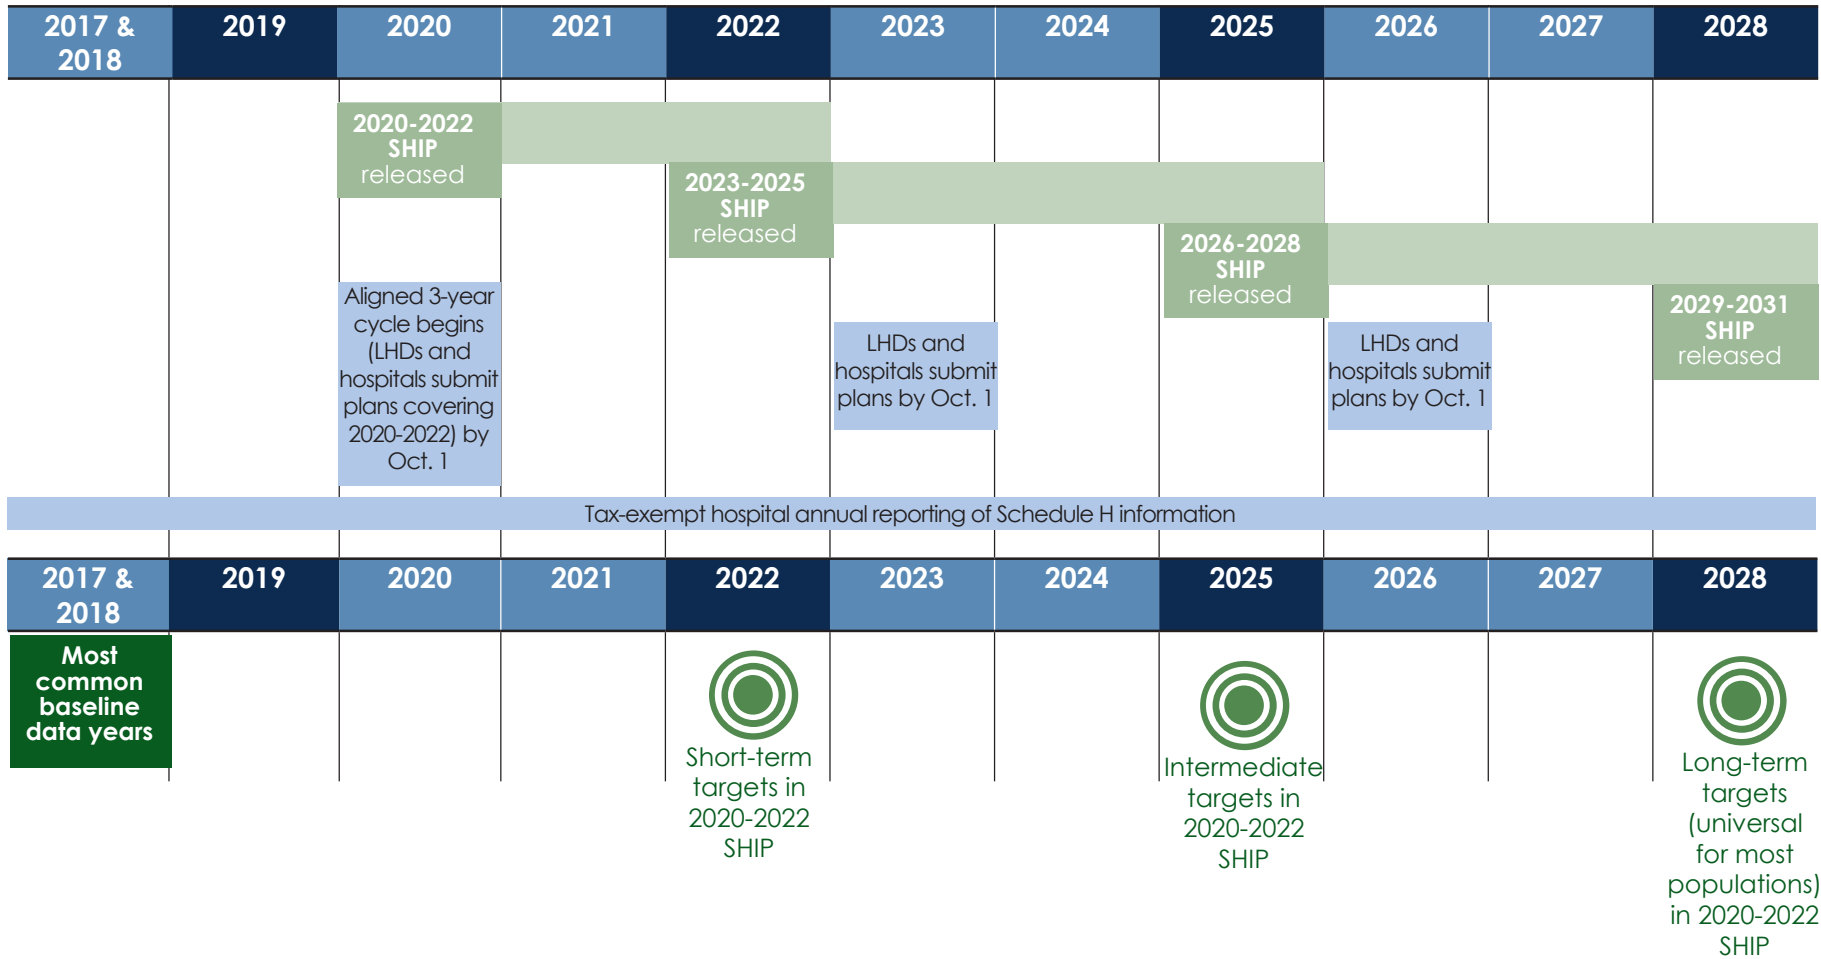 2017 &
2018
2019
2020
2021
2022
2023
2024
2025
2026
2027
2028
2020-2022
SHIP
released
2023-2025
SHIP
released
2026-2028
SHIP
released
2029-2031
SHIP
released
Aligned 3-year
cycle begins
(LHDs and
hospitals submit
plans covering
2020-2022) by
Oct. 1
LHDs and
hospitals submit
plans by Oct. 1
LHDs and
hospitals submit
plans by Oct. 1
Tax-exempt hospital annual reporting of Schedule H information
2017 &
2018
2019
2020
2021
2022
2023
2024
2025
2026
2027
2028
Most
common
baseline
data years
Short-term
targets in
2020-2022
SHIP
Intermediate
targets in
2020-2022
SHIP
Long-term
targets
(universal
for most
populations)
in 2020-2022
SHIP